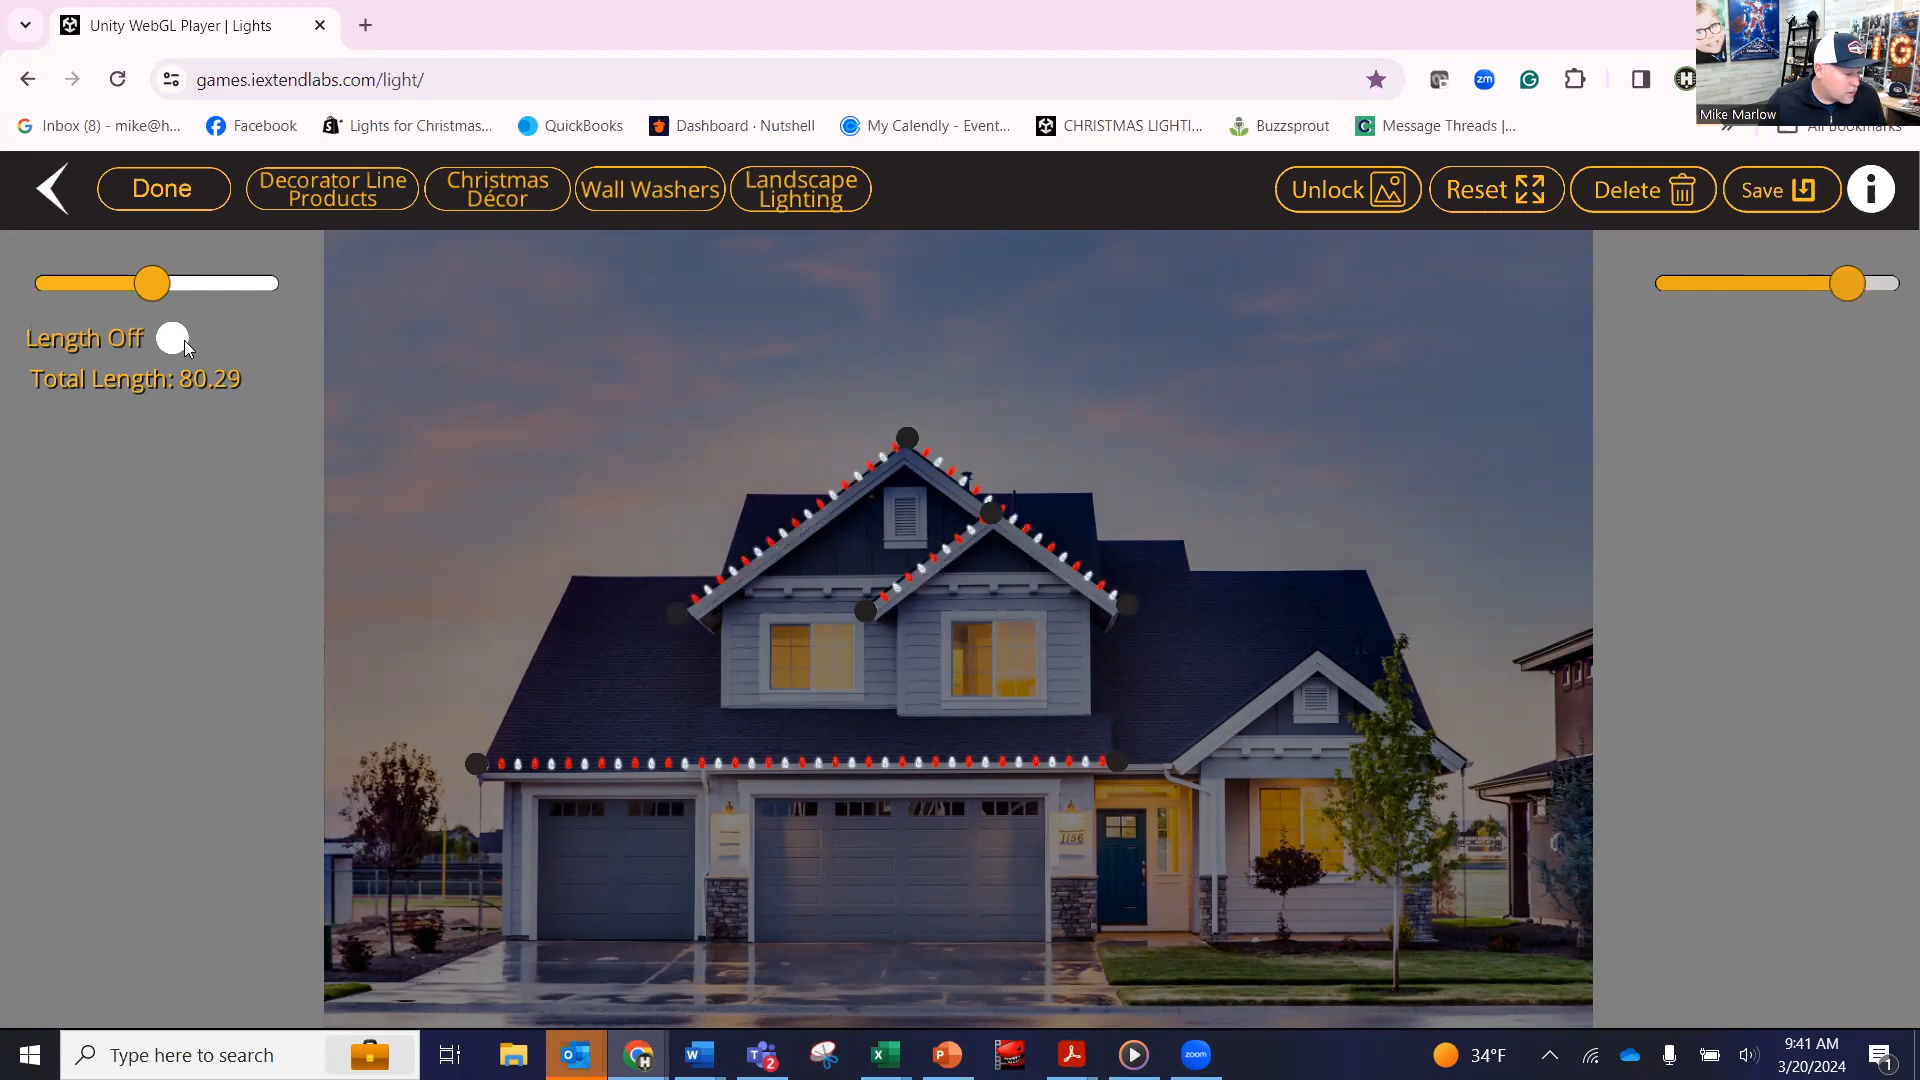 Unity WebGL Player | Lights
games.iextendlabs.com/light/
Inbox (8) - mike@h...
Facebook
Lights for Christmas...
QuickBooks
Dashboard · Nutshell
My Calendly - Event...
CHRISTMAS LIGHTI...
Buzzsprout
Message Threads |...
All Bookmarks
Mike Marlow
Done
Decorator Line
Products
Christmas
Décor
Wall Washers
Landscape
Lighting
Unlock
Reset
Delete
Save
Length Off
Total Length: 80.29
1156
Type here to search
34°F
9:41 AM
3/20/2024